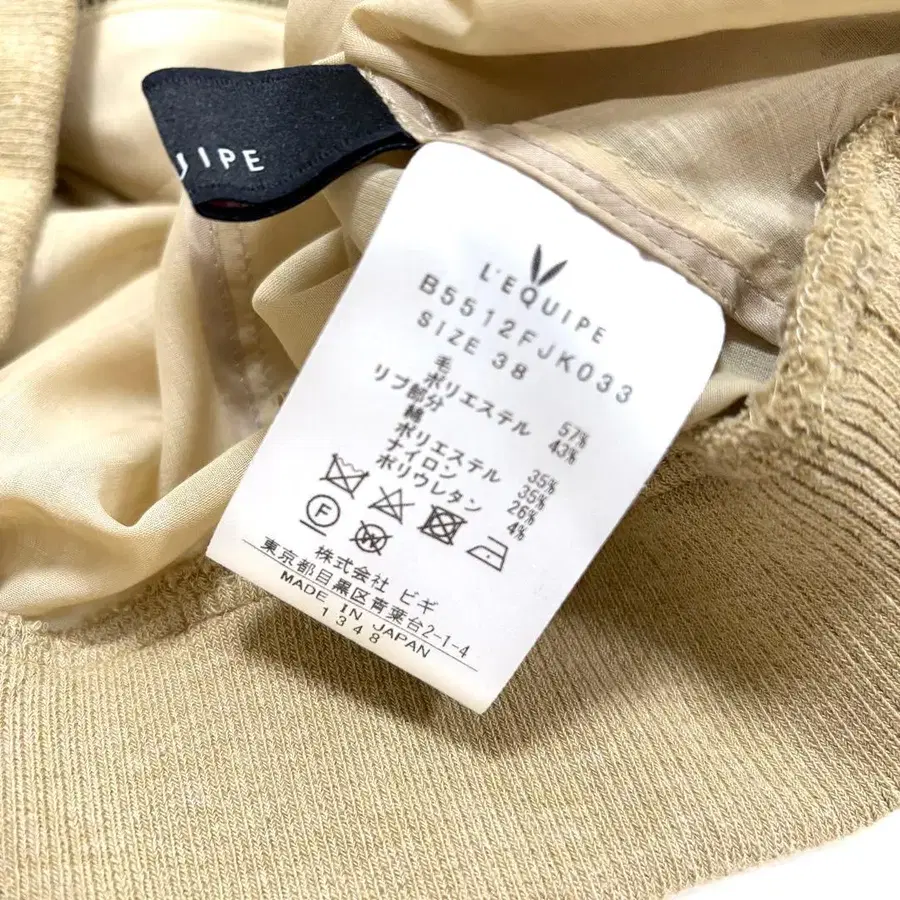 UIPE
L'EQUIPE
B5512FJK033
SIZE 38
毛 57%
ポリエステル 43%
リブ部分
綿 35%
ポリエステル 35%
ナイロン 26%
ポリウレタン 4%
F
W
株式会社 ビギ
東京都目黒区青葉台2-1-4
MADE IN JAPAN
1348